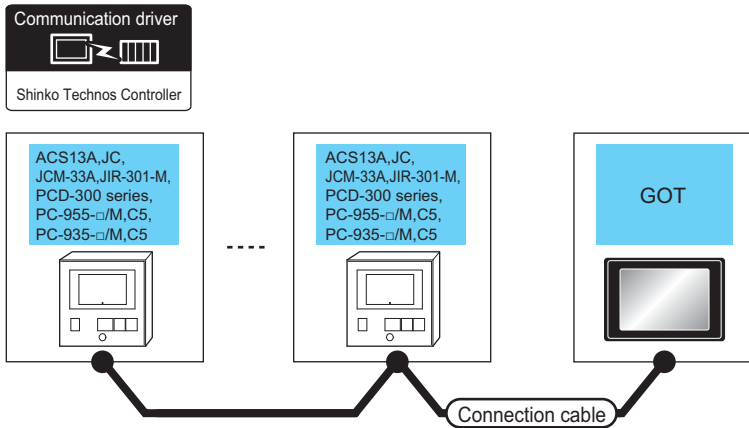 Communication driver
Shinko Technos Controller
ACS13A,JC,
JCM-33A,JIR-301-M,
PCD-300 series,
PC-955-□/M,C5,
PC-935-□/M,C5
ACS13A,JC,
JCM-33A,JIR-301-M,
PCD-300 series,
PC-955-□/M,C5,
PC-935-□/M,C5
GOT
Connection cable